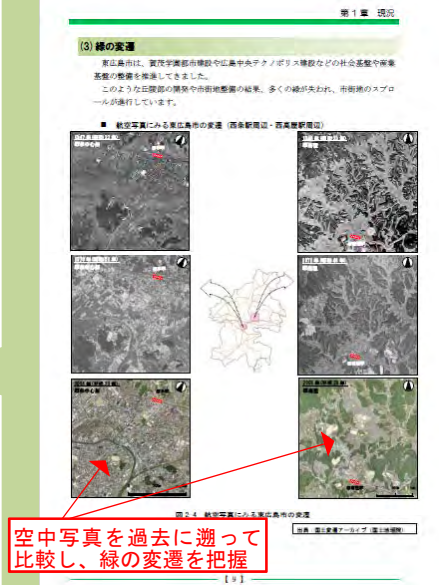 第1章 現況
(3) 緑の変遷
東広島市は、賀茂学園都市建設や広島中央テクノポリス建設などの社会基盤や産業
基盤の整備を推進してきました。
このような丘陵部の開発や市街地整備の結果、多くの緑が失われ、市街地のスプロ
ールが進行しています。
■ 航空写真にみる東広島市の変遷（西条駅周辺・西高屋駅周辺）
図2.4 航空写真にみる東広島市の変遷
出典 国土変遷アーカイブ（国土地理院）
空中写真を過去に遡って
比較し、緑の変遷を把握
【9】